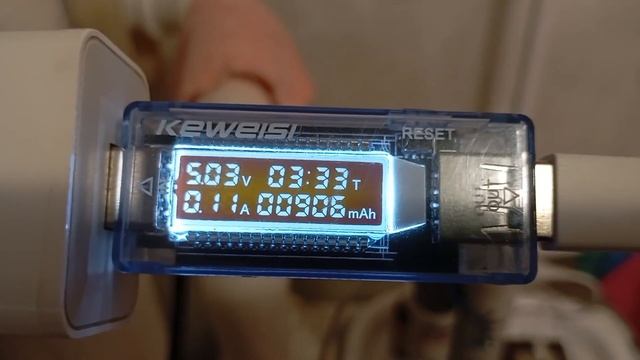 KEWEISI
RESET
5.03V 03:33T
0.11A 00906mAh